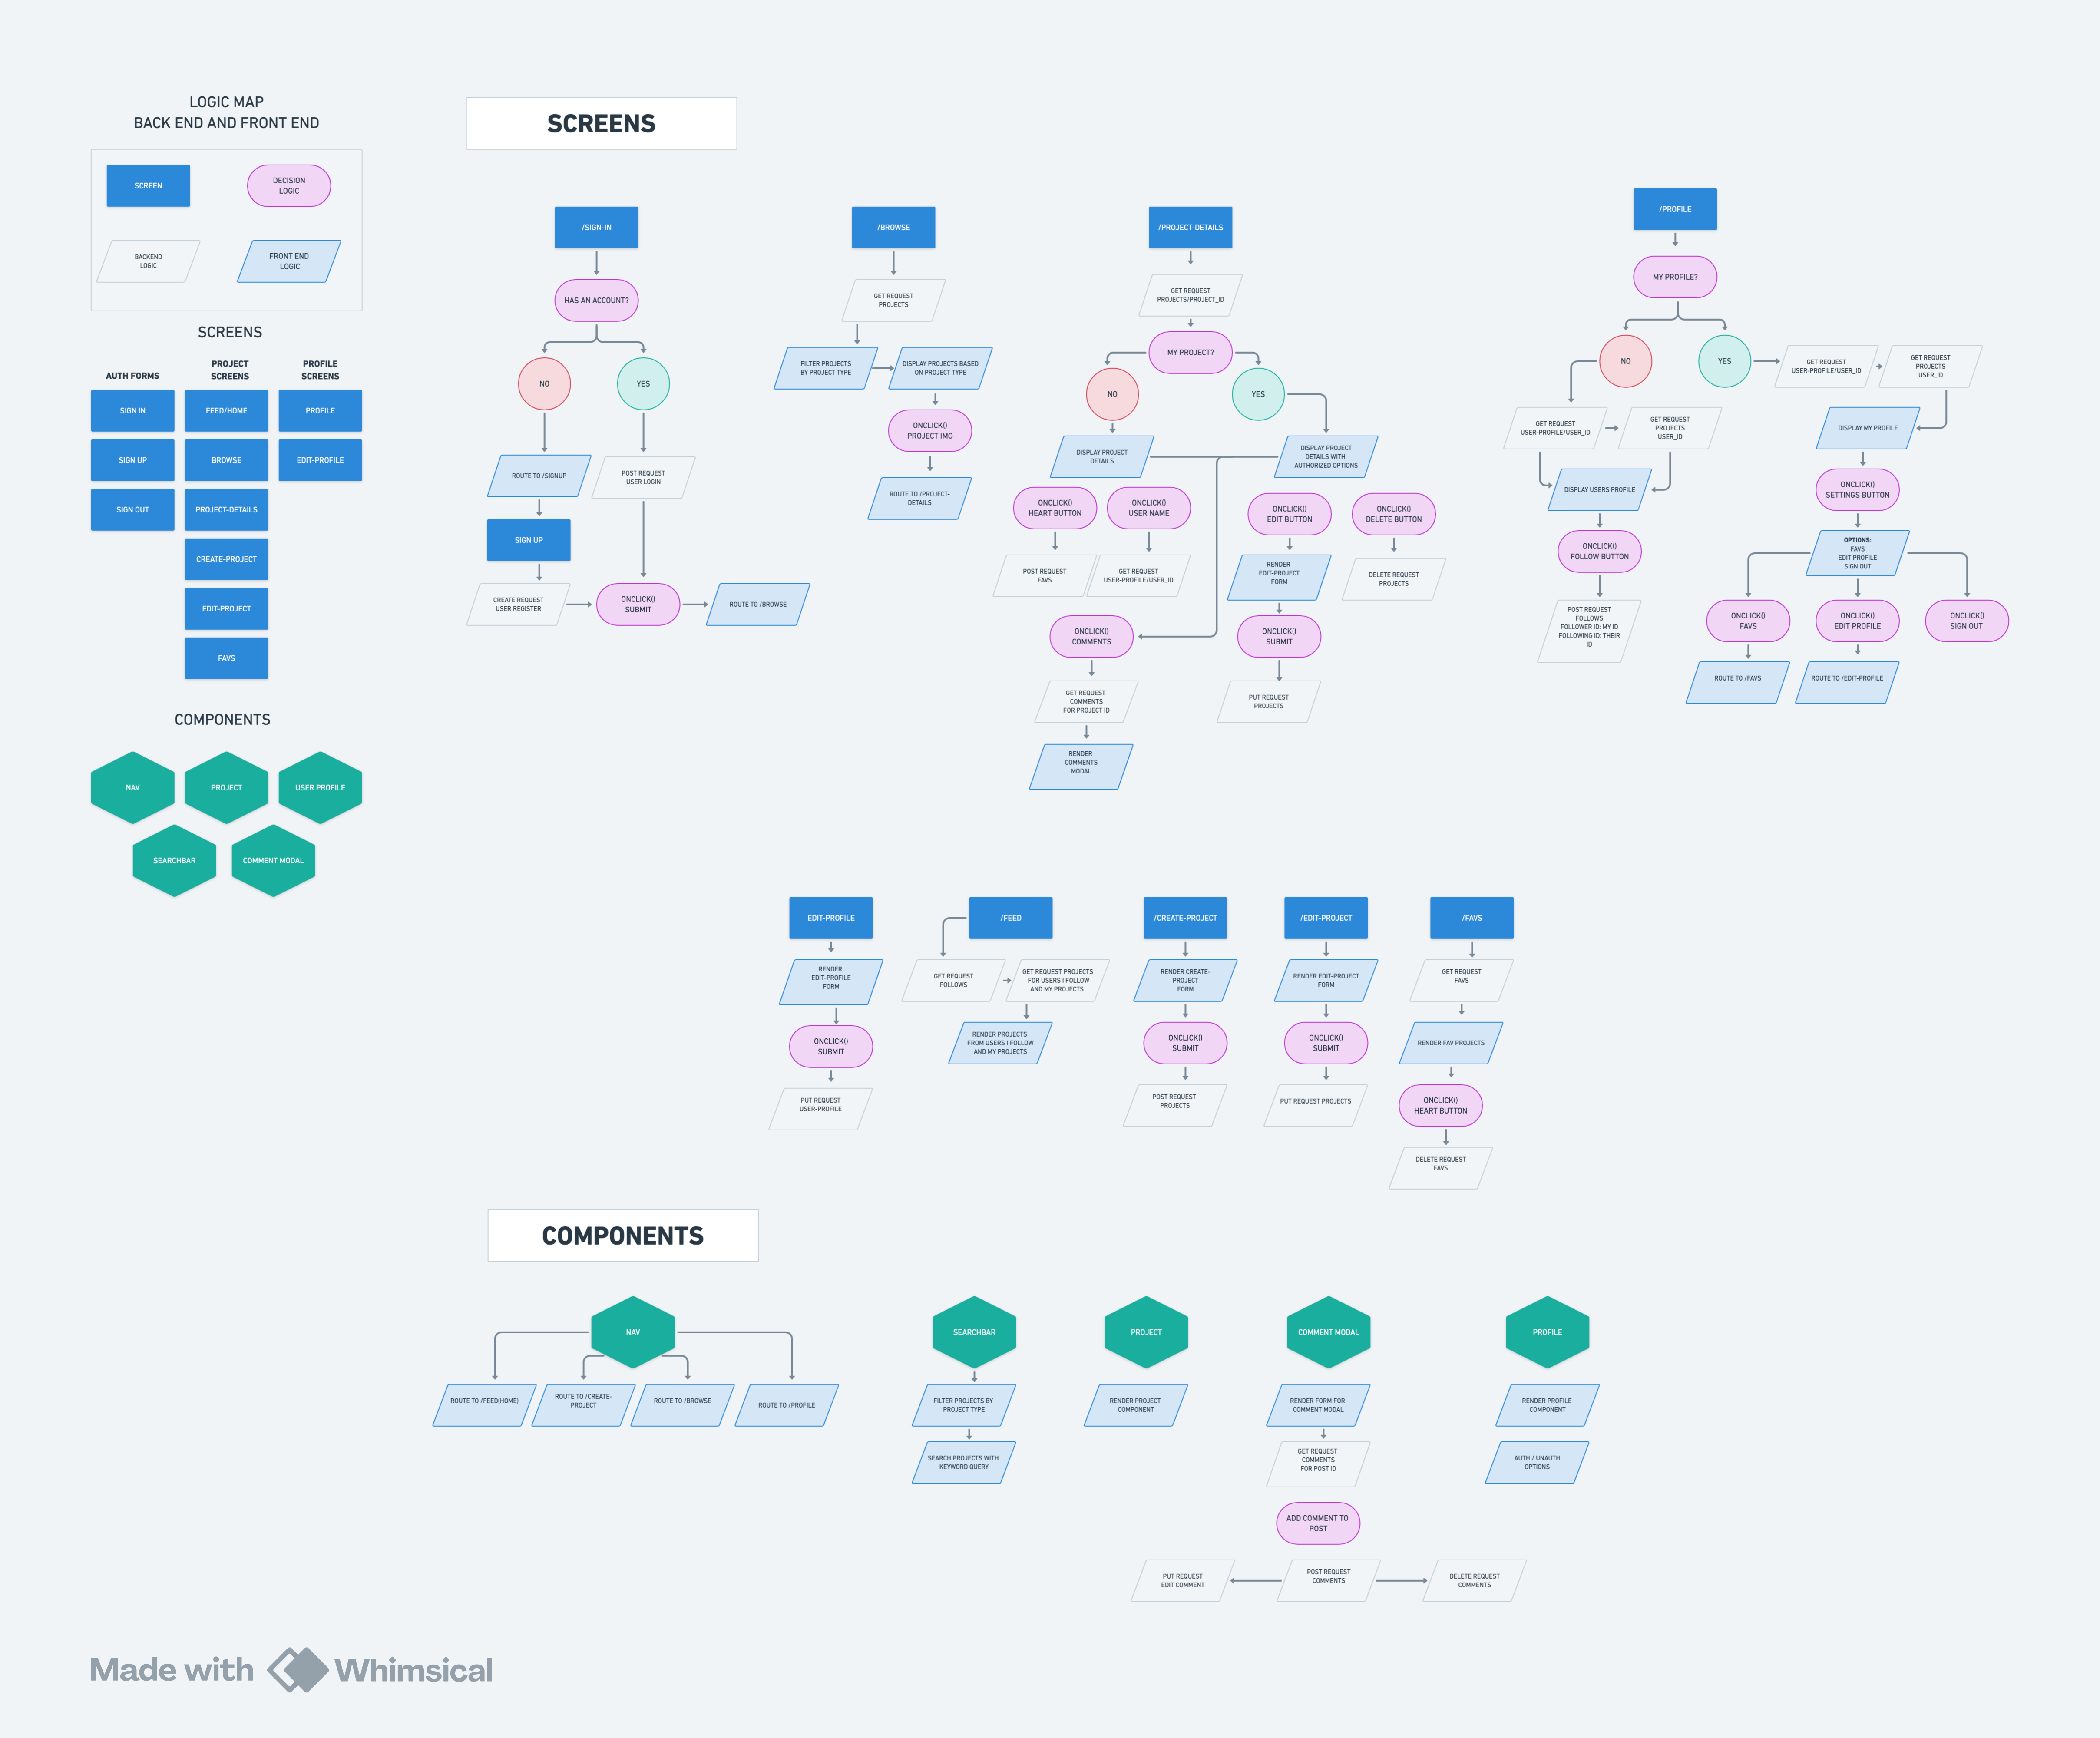 LOGIC MAP
BACK END AND FRONT END
SCREEN
DECISION
LOGIC
BACKEND
LOGIC
FRONT END
LOGIC
SCREENS
AUTH FORMS
PROJECT
SCREENS
PROFILE
SCREENS
SIGN IN
FEED/HOME
PROFILE
SIGN UP
BROWSE
EDIT-PROFILE
SIGN OUT
PROJECT-DETAILS
CREATE-PROJECT
EDIT-PROJECT
FAVS
COMPONENTS
NAV
PROJECT
USER PROFILE
SEARCHBAR
COMMENT MODAL
SCREENS
/SIGN-IN
HAS AN ACCOUNT?
NO
YES
ROUTE TO /SIGNUP
POST REQUEST
USER LOGIN
SIGN UP
CREATE REQUEST
USER REGISTER
ONCLICK()
SUBMIT
ROUTE TO /BROWSE
/BROWSE
GET REQUEST
PROJECTS
FILTER PROJECTS
BY PROJECT TYPE
DISPLAY PROJECTS BASED
ON PROJECT TYPE
ONCLICK()
PROJECT IMG
ROUTE TO /PROJECT-
DETAILS
/PROJECT-DETAILS
GET REQUEST
PROJECTS/PROJECT_ID
MY PROJECT?
NO
YES
DISPLAY PROJECT
DETAILS
DISPLAY PROJECT
DETAILS WITH
AUTHORIZED OPTIONS
ONCLICK()
HEART BUTTON
ONCLICK()
USER NAME
ONCLICK()
EDIT BUTTON
ONCLICK()
DELETE BUTTON
POST REQUEST
FAVS
GET REQUEST
USER-PROFILE/USER_ID
RENDER
EDIT-PROJECT
FORM
DELETE REQUEST
PROJECTS
ONCLICK()
COMMENTS
ONCLICK()
SUBMIT
GET REQUEST
COMMENTS
FOR PROJECT ID
PUT REQUEST
PROJECTS
RENDER
COMMENTS
MODAL
/PROFILE
MY PROFILE?
NO
YES
GET REQUEST
USER-PROFILE/USER_ID
GET REQUEST
PROJECTS
USER_ID
GET REQUEST
USER-PROFILE/USER_ID
GET REQUEST
PROJECTS
USER_ID
DISPLAY MY PROFILE
DISPLAY USERS PROFILE
ONCLICK()
SETTINGS BUTTON
ONCLICK()
FOLLOW BUTTON
OPTIONS:
FAVS
EDIT PROFILE
SIGN OUT
POST REQUEST
FOLLOWS
FOLLOWER ID: MY ID
FOLLOWING ID: THEIR
ID
ONCLICK()
FAVS
ONCLICK()
EDIT PROFILE
ONCLICK()
SIGN OUT
ROUTE TO /FAVS
ROUTE TO /EDIT-PROFILE
EDIT-PROFILE
RENDER
EDIT-PROFILE
FORM
ONCLICK()
SUBMIT
PUT REQUEST
USER-PROFILE
/FEED
GET REQUEST
FOLLOWS
GET REQUEST PROJECTS
FOR USERS I FOLLOW
AND MY PROJECTS
RENDER PROJECTS
FROM USERS I FOLLOW
AND MY PROJECTS
/CREATE-PROJECT
RENDER CREATE-
PROJECT
FORM
ONCLICK()
SUBMIT
POST REQUEST
PROJECTS
/EDIT-PROJECT
RENDER EDIT-PROJECT
FORM
ONCLICK()
SUBMIT
PUT REQUEST PROJECTS
/FAVS
GET REQUEST
FAVS
RENDER FAV PROJECTS
ONCLICK()
HEART BUTTON
DELETE REQUEST
FAVS
COMPONENTS
NAV
ROUTE TO /FEED(HOME)
ROUTE TO /CREATE-
PROJECT
ROUTE TO /BROWSE
ROUTE TO /PROFILE
SEARCHBAR
FILTER PROJECTS BY
PROJECT TYPE
SEARCH PROJECTS WITH
KEYWORD QUERY
PROJECT
RENDER PROJECT
COMPONENT
COMMENT MODAL
RENDER FORM FOR
COMMENT MODAL
GET REQUEST
COMMENTS
FOR POST ID
ADD COMMENT TO
POST
PUT REQUEST
EDIT COMMENT
POST REQUEST
COMMENTS
DELETE REQUEST
COMMENTS
PROFILE
RENDER PROFILE
COMPONENT
AUTH / UNAUTH
OPTIONS
Made with Whimsical